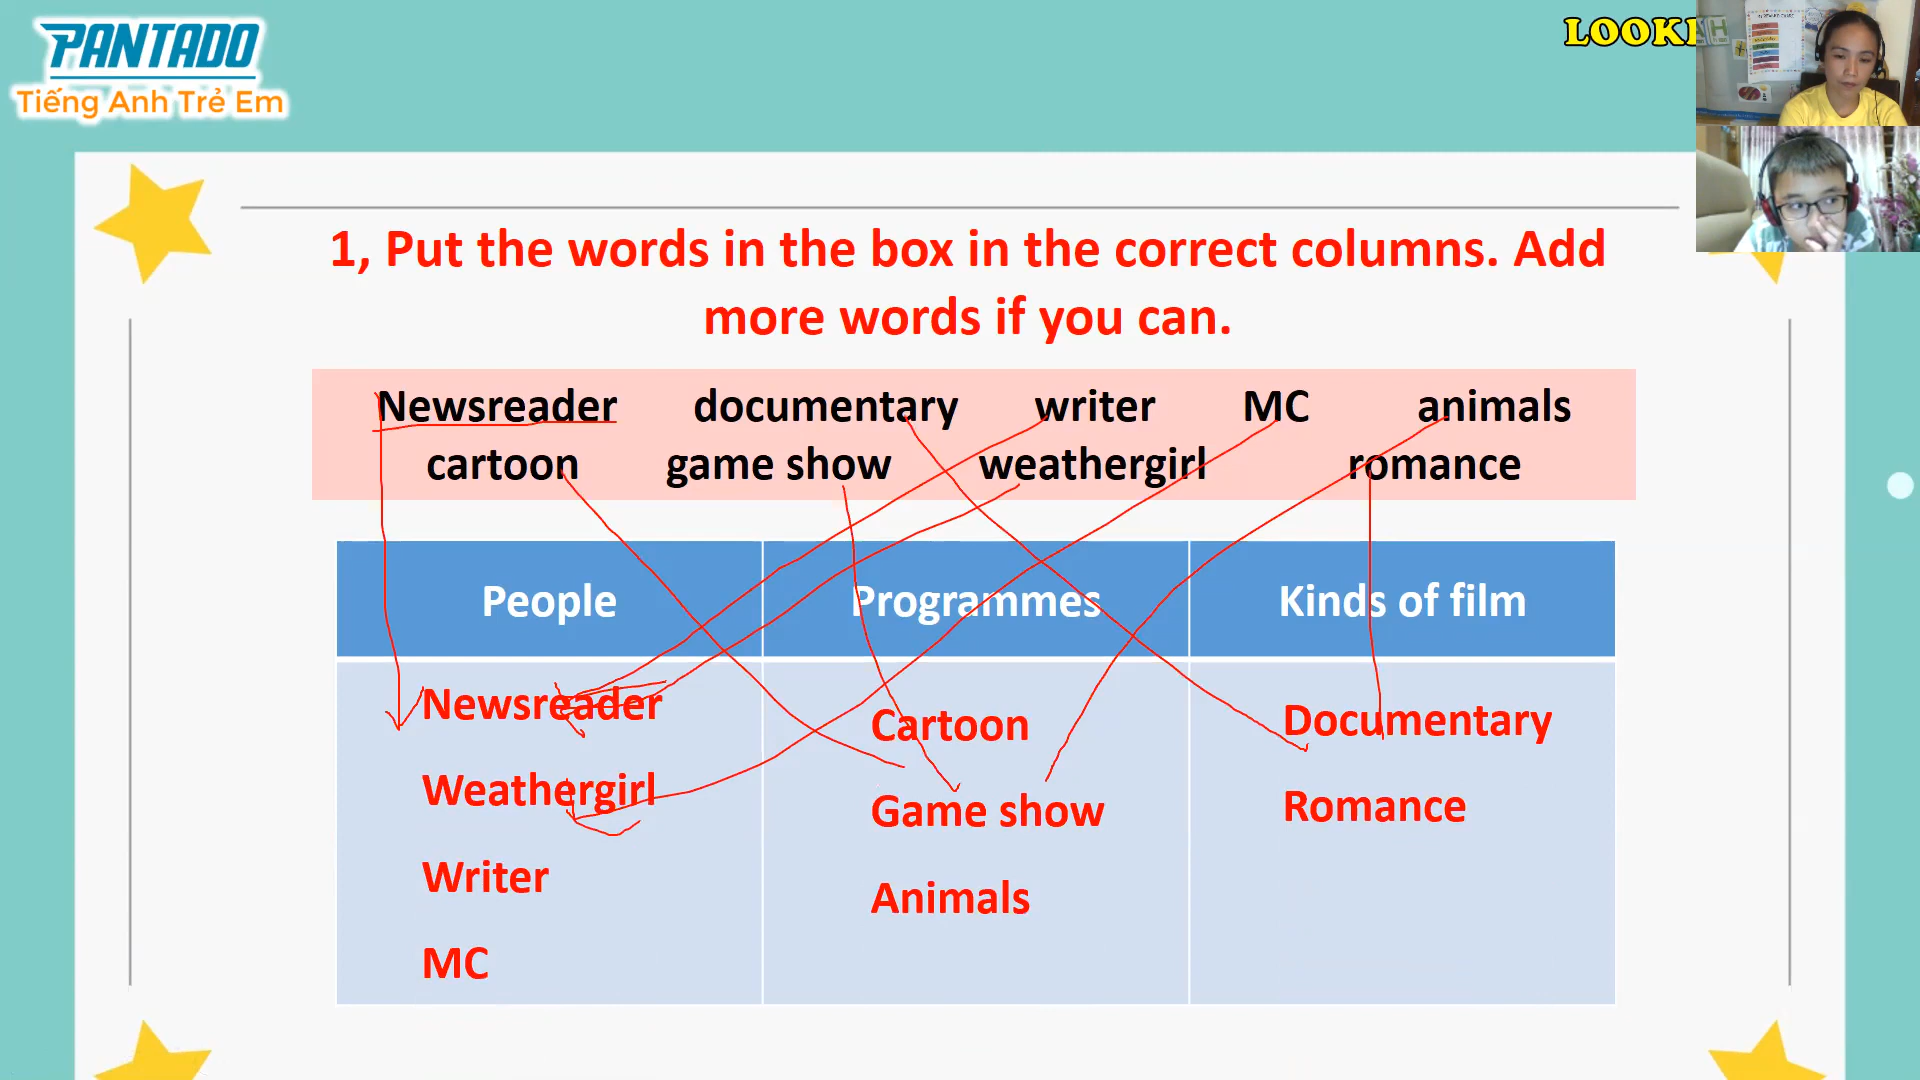 PANTADO
Tiếng Anh Trẻ Em
1, Put the words in the box in the correct columns. Add
more words if you can.
Newsreader documentary writer MC animals
cartoon game show weathergirl romance
People Programmes Kinds of film
Newsreader
Weathergirl
Writer
MC
Cartoon
Game show
Animals
Documentary
Romance